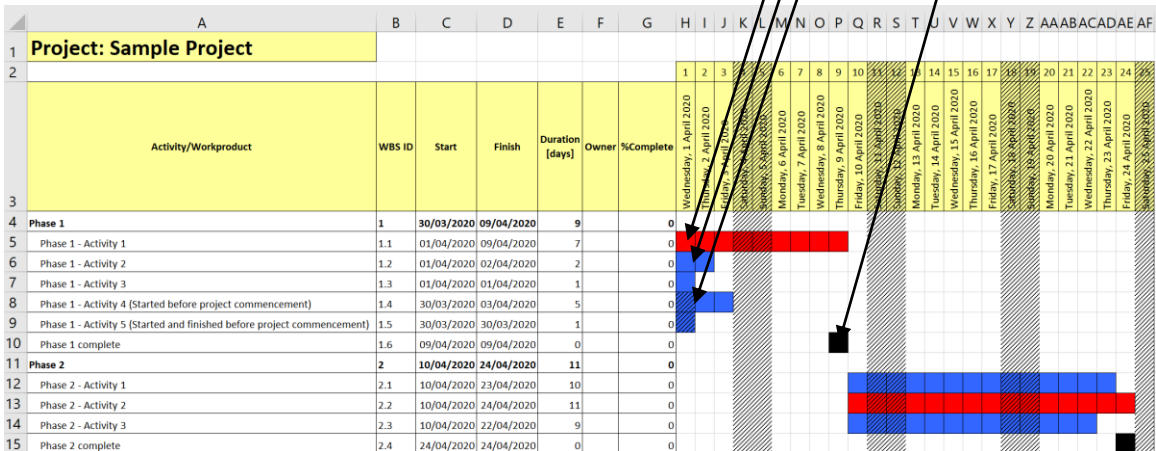 A B C D E F G H I J K L M N O P Q R S T U V W X Y Z AA AB AC AD AE AF
1 Project: Sample Project
2 1 2 3 4 5 6 7 8 9 10 11 12 13 14 15 16 17 18 19 20 21 22 23 24 25
3 Activity/Workproduct WBS ID Start Finish Duration [days] Owner %Complete
Wednesday, 1 April 2020
Thursday, 2 April 2020
Friday, 3 April 2020
Saturday, 4 April 2020
Sunday, 5 April 2020
Monday, 6 April 2020
Tuesday, 7 April 2020
Wednesday, 8 April 2020
Thursday, 9 April 2020
Friday, 10 April 2020
Saturday, 11 April 2020
Sunday, 12 April 2020
Monday, 13 April 2020
Tuesday, 14 April 2020
Wednesday, 15 April 2020
Thursday, 16 April 2020
Friday, 17 April 2020
Saturday, 18 April 2020
Sunday, 19 April 2020
Monday, 20 April 2020
Tuesday, 21 April 2020
Wednesday, 22 April 2020
Thursday, 23 April 2020
Friday, 24 April 2020
Saturday, 25 April 2020
4 Phase 1 1 30/03/2020 09/04/2020 9 0
5 Phase 1 - Activity 1 1.1 01/04/2020 09/04/2020 7 0
6 Phase 1 - Activity 2 1.2 01/04/2020 02/04/2020 2 0
7 Phase 1 - Activity 3 1.3 01/04/2020 01/04/2020 1 0
8 Phase 1 - Activity 4 (Started before project commencement) 1.4 30/03/2020 03/04/2020 5 0
9 Phase 1 - Activity 5 (Started and finished before project commencement) 1.5 30/03/2020 30/03/2020 1 0
10 Phase 1 complete 1.6 09/04/2020 09/04/2020 0 0
11 Phase 2 2 10/04/2020 24/04/2020 11 0
12 Phase 2 - Activity 1 2.1 10/04/2020 23/04/2020 10 0
13 Phase 2 - Activity 2 2.2 10/04/2020 24/04/2020 11 0
14 Phase 2 - Activity 3 2.3 10/04/2020 22/04/2020 9 0
15 Phase 2 complete 2.4 24/04/2020 24/04/2020 0 0